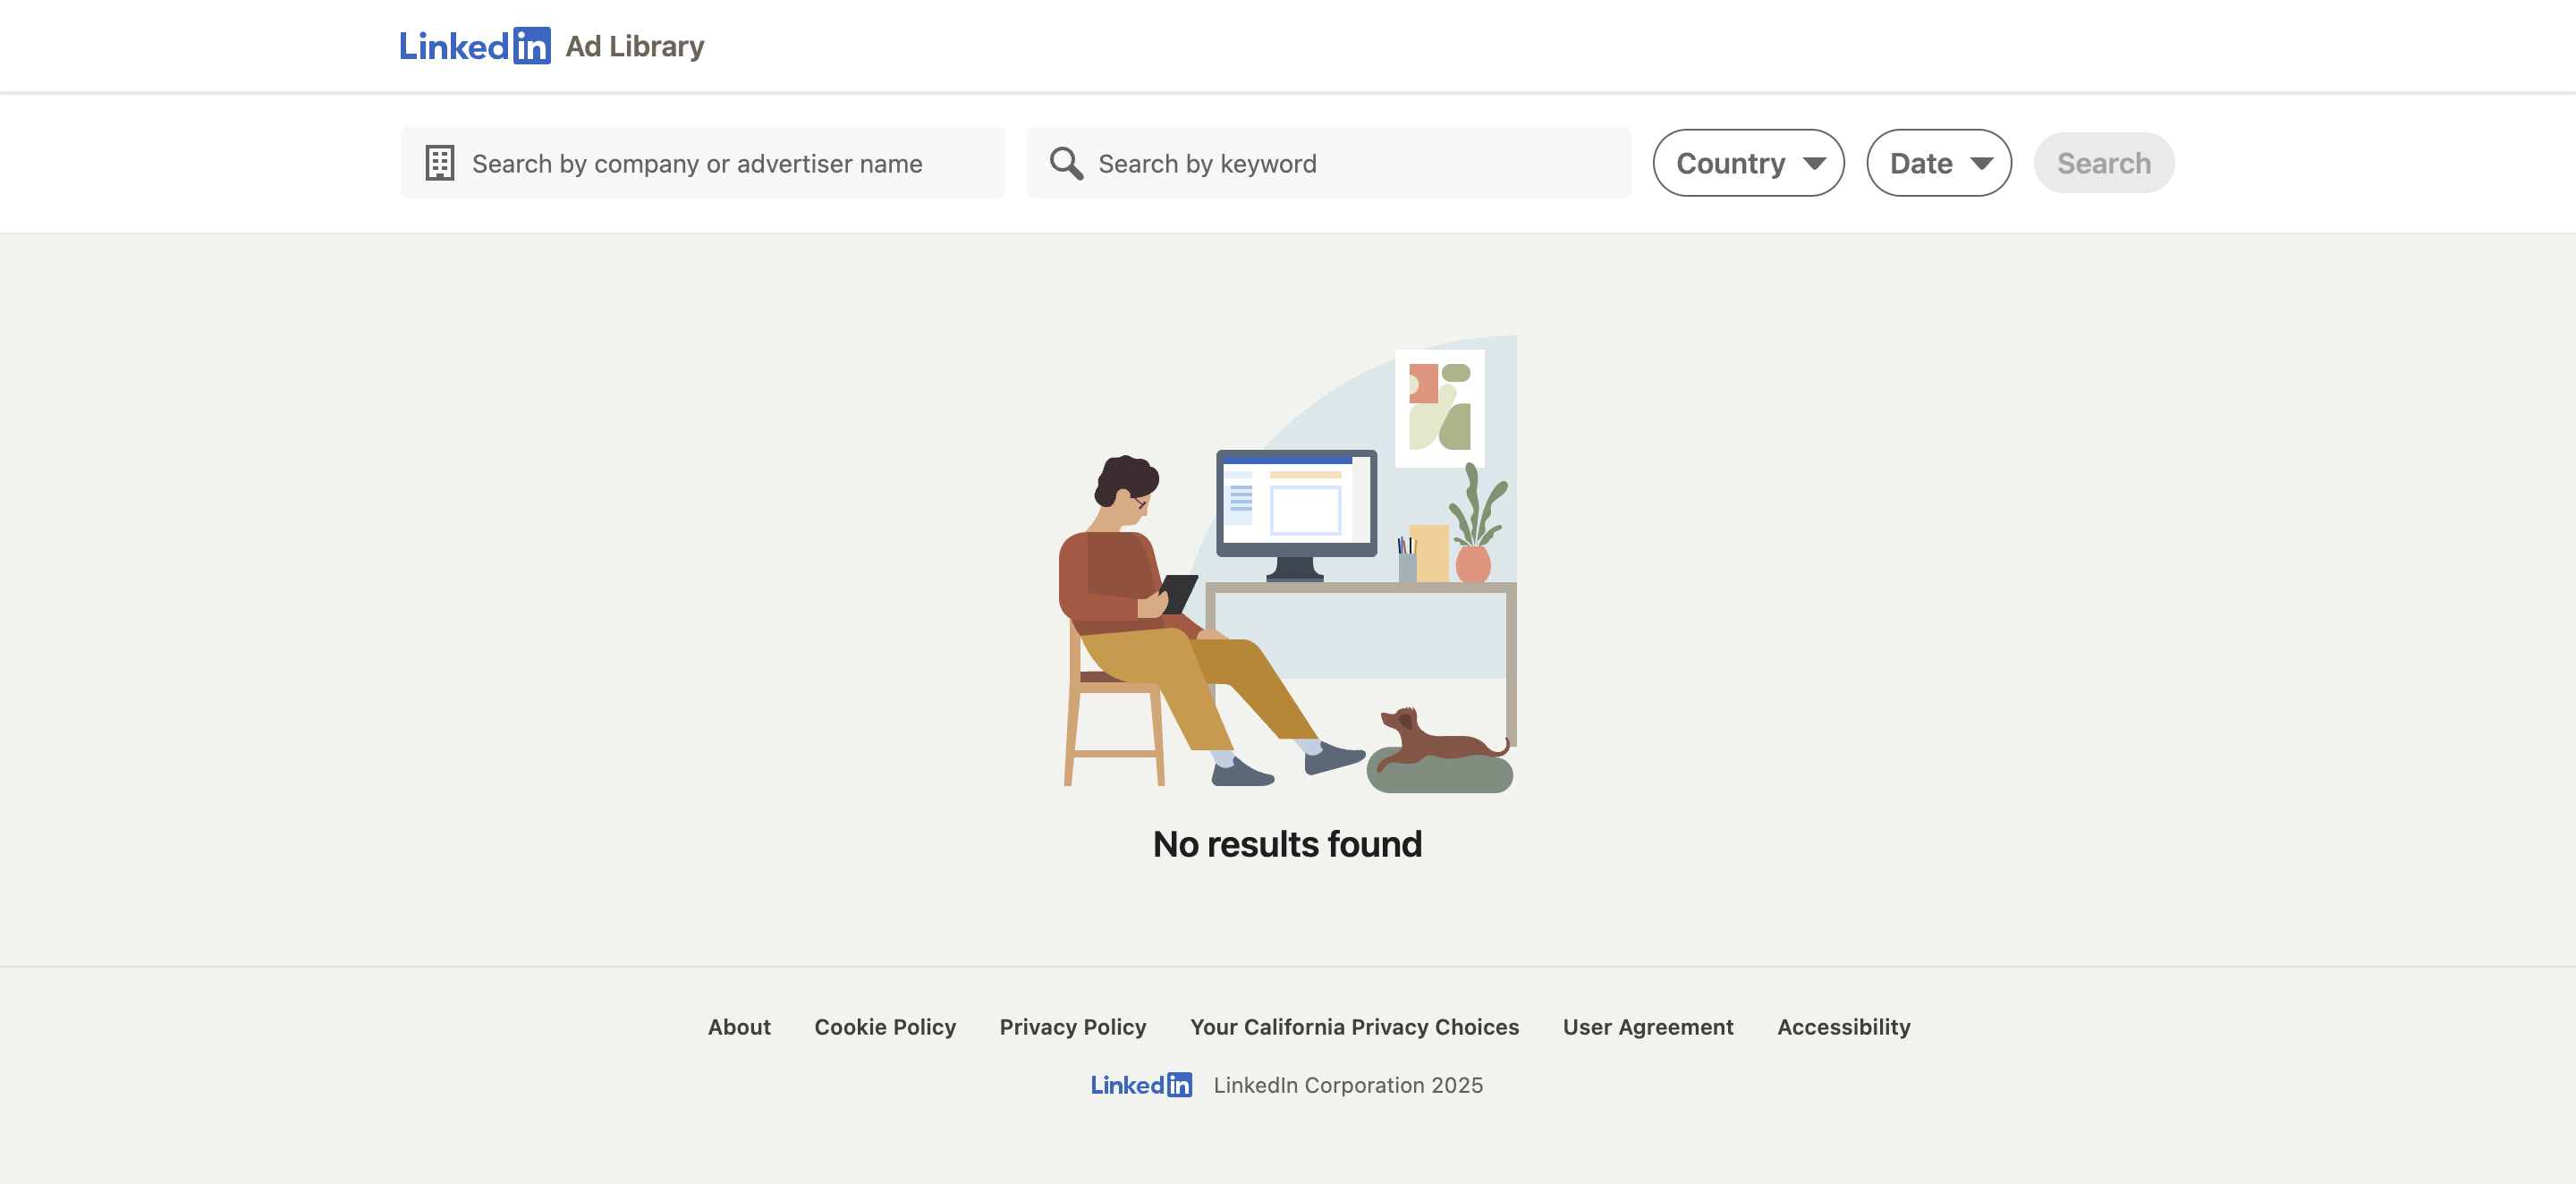 LinkedIn Ad Library
Search by company or advertiser name Search by keyword Country Date Search
No results found
About Cookie Policy Privacy Policy Your California Privacy Choices User Agreement Accessibility
LinkedIn LinkedIn Corporation 2025